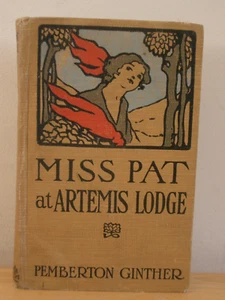 MISS PAT
at ARTEMIS LODGE
PEMBERTON GINTHER